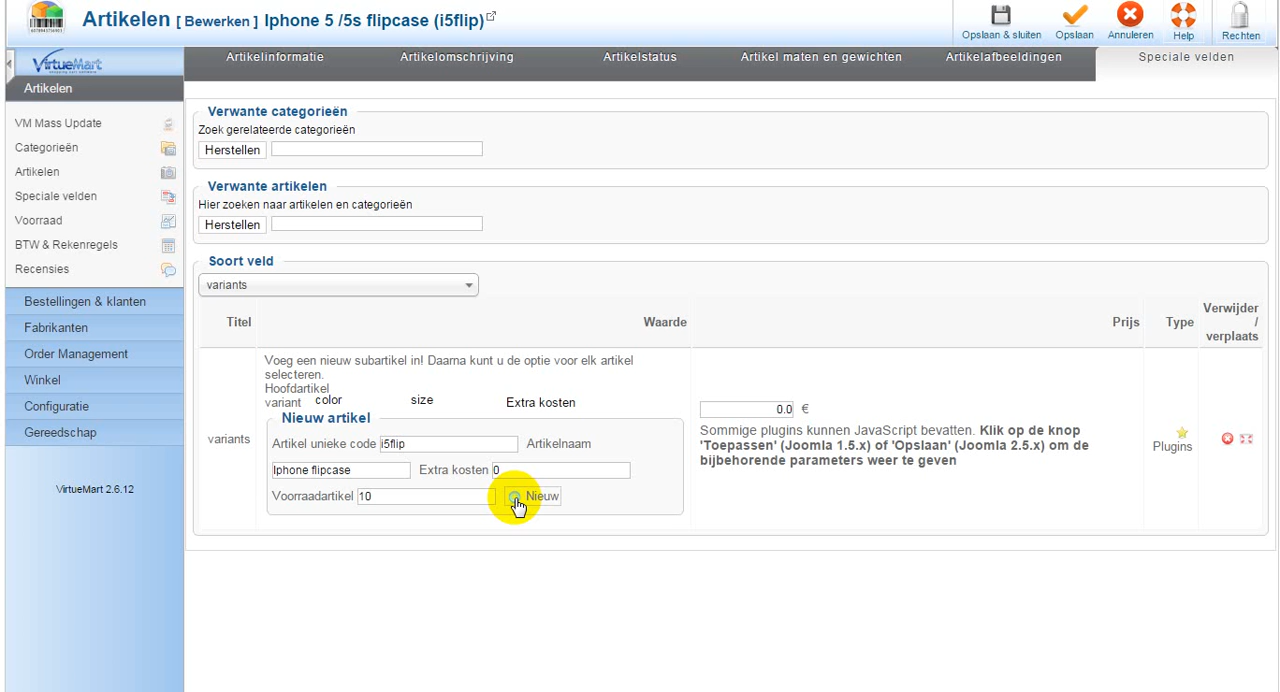 Artikelen [ Bewerken ] Iphone 5 /5s flipcase (i5flip)
Opslaan & sluiten Opslaan Annuleren Help Rechten
VirtueMart
Artikelinformatie Artikelomschrijving Artikelstatus Artikel maten en gewichten Artikelafbeeldingen Speciale velden
Artikelen
VM Mass Update
Categorieën
Artikelen
Speciale velden
Voorraad
BTW & Rekenregels
Recensies
Bestellingen & klanten
Fabrikanten
Order Management
Winkel
Configuratie
Gereedschap
VirtueMart 2.6.12
Verwante categorieën
Zoek gerelateerde categorieën
Herstellen
Verwante artikelen
Hier zoeken naar artikelen en categorieën
Herstellen
Soort veld
variants
Titel Waarde Prijs Type Verwijder
/
verplaats
variants
Voeg een nieuw subartikel in! Daarna kunt u de optie voor elk artikel
selecteren.
Hoofdartikel
variant color size Extra kosten
Nieuw artikel
Artikel unieke code i5flip Artikelnaam
Iphone flipcase Extra kosten 0
Voorraadartikel 10 Nieuw
0.0 €
Sommige plugins kunnen JavaScript bevatten. Klik op de knop
'Toepassen' (Joomla 1.5.x) of 'Opslaan' (Joomla 2.5.x) om de
bijbehorende parameters weer te geven
Plugins